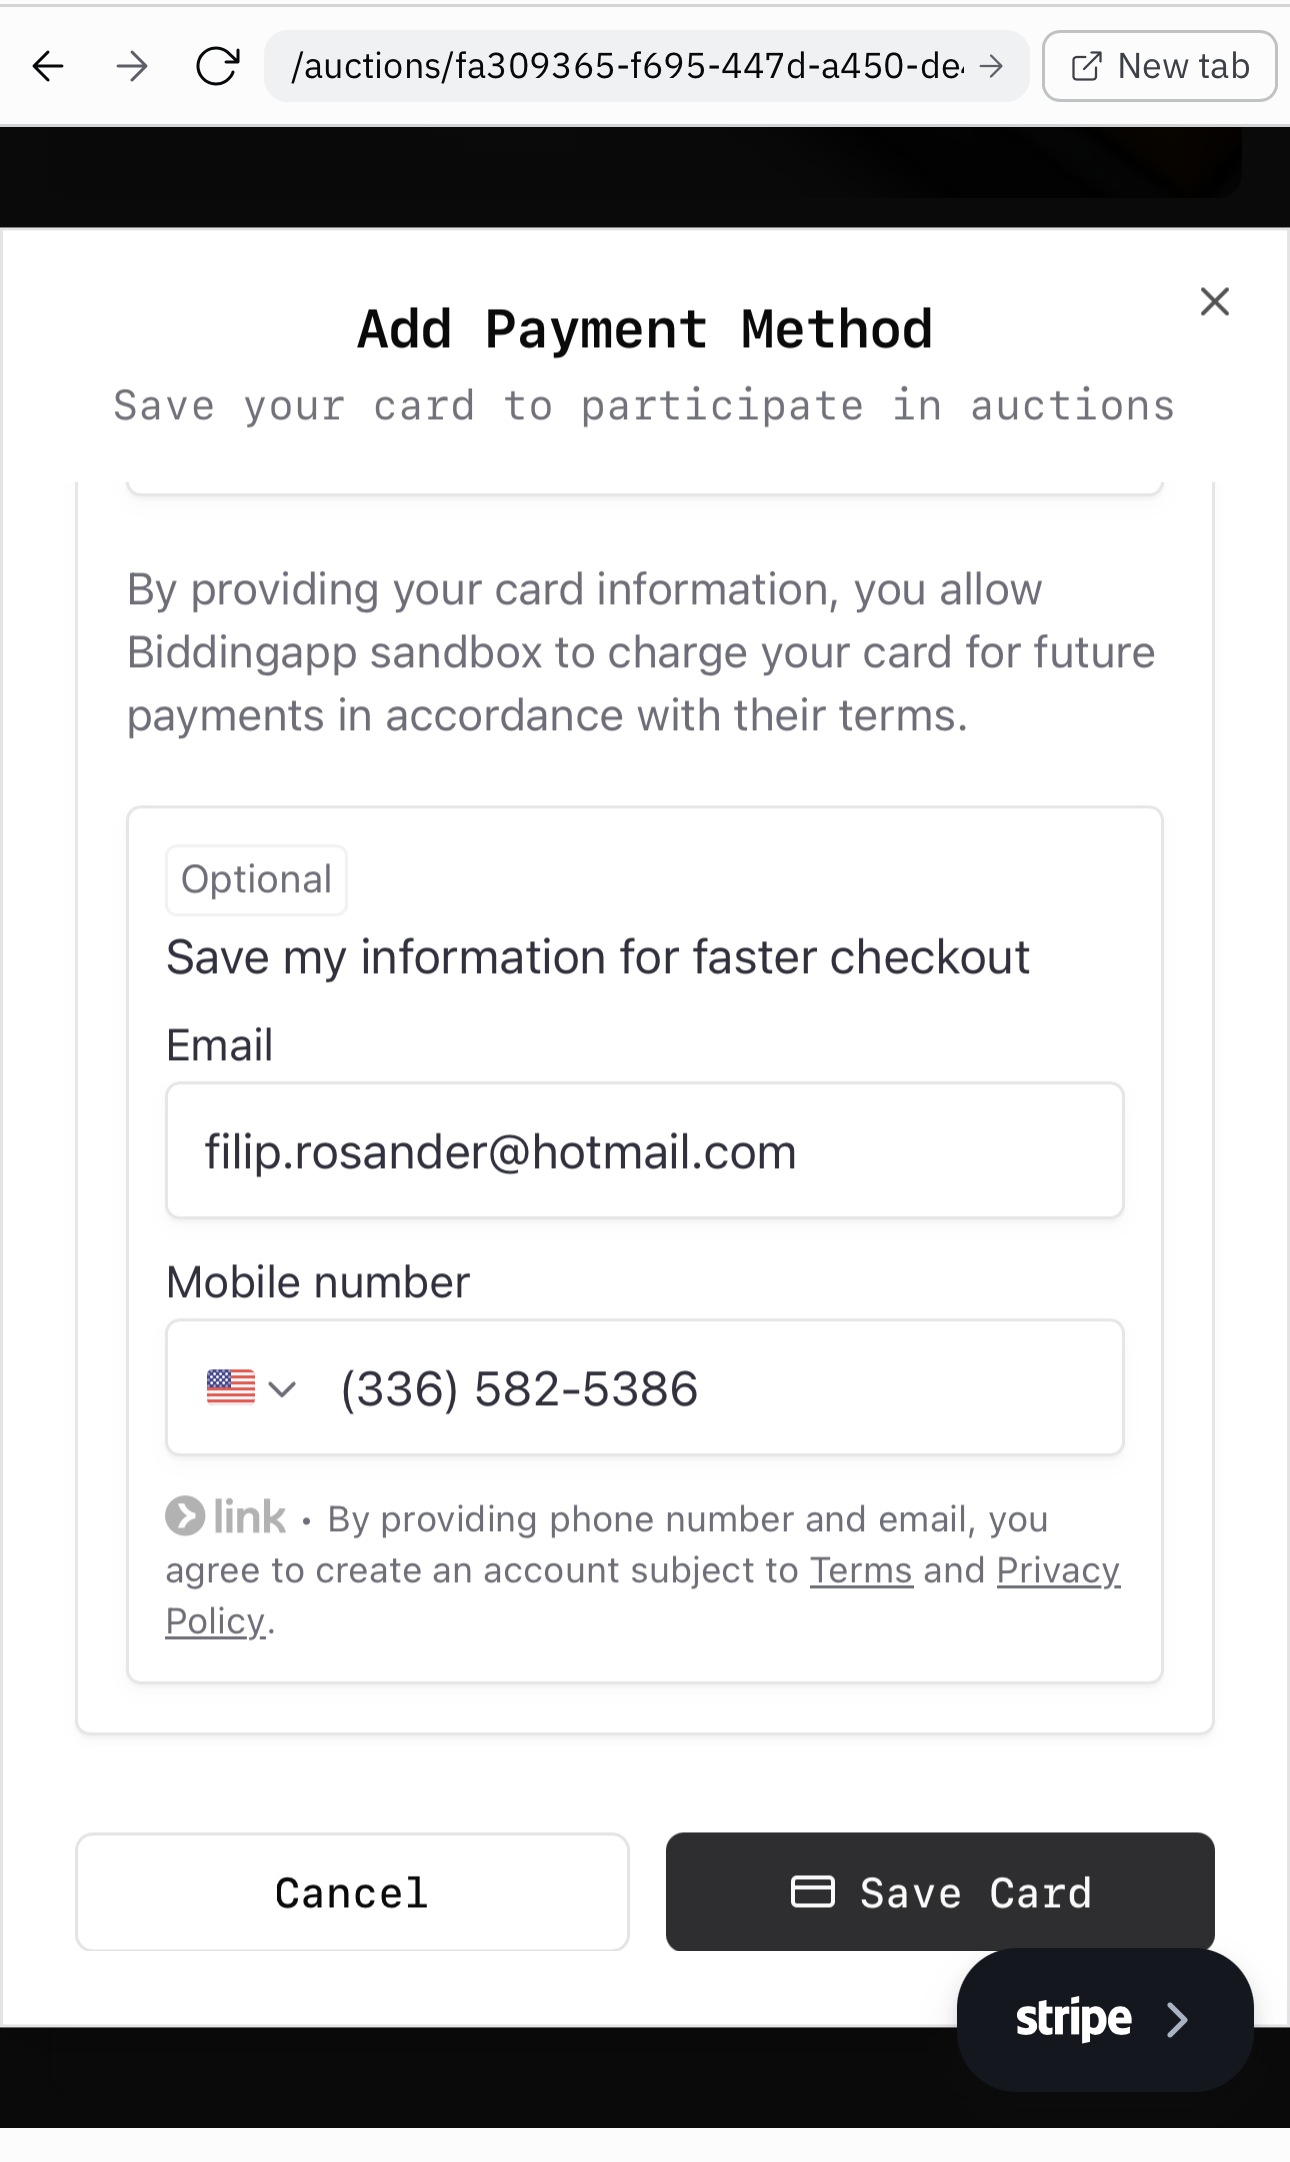 /auctions/fa309365-f695-447d-a450-de
New tab
Add Payment Method
Save your card to participate in auctions
By providing your card information, you allow
Biddingapp sandbox to charge your card for future
payments in accordance with their terms.
Optional
Save my information for faster checkout
Email
filip.rosander@hotmail.com
Mobile number
(336) 582-5386
link • By providing phone number and email, you
agree to create an account subject to Terms and Privacy
Policy.
Cancel
Save Card
stripe